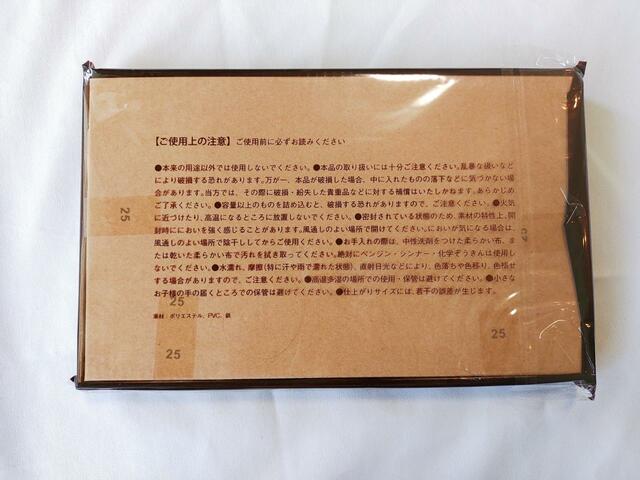 【ご使用上の注意】ご使用前に必ずお読みください
●本来の用途以外では使用しないでください。●本品の取り扱いには十分ご注意ください。乱暴な扱いなど
により破損する恐れがあります。万が一、本品が破損した場合、中に入れたものの落下などに気づかない場
合があります。当方では、その際に破損・紛失した貴重品などに対する補償はいたしかねます。あらかじめ
ご了承ください。●容量以上のものを詰め込むと、破損する恐れがありますので、ご注意ください。●火気
に近づけたり、高温になるところに放置しないでください。●密封されている状態のため、素材の特性上、開
封時ににおいを強く感じることがあります。風通しのよい場所で開けてください。においが気になる場合は、
風通しのよい場所で陰干ししてからご使用ください。●お手入れの際は、中性洗剤をつけた柔らかい布、ま
たは乾いた柔らかい布で汚れを拭き取ってください。絶対にベンジン・シンナー・化学ぞうきんは使用し
ないでください。●水濡れ、摩擦(特に汗や雨で濡れた状態)、直射日光などにより、色落ちや色移り、色褪せ
する場合がありますので、ご注意ください。●高温多湿の場所での使用・保管は避けてください。●小さな
お子様の手の届くところでの保管は避けてください。●仕上がりサイズには、若干の誤差が生じます。
素材：ポリエステル、PVC、鉄
25
25
25
25